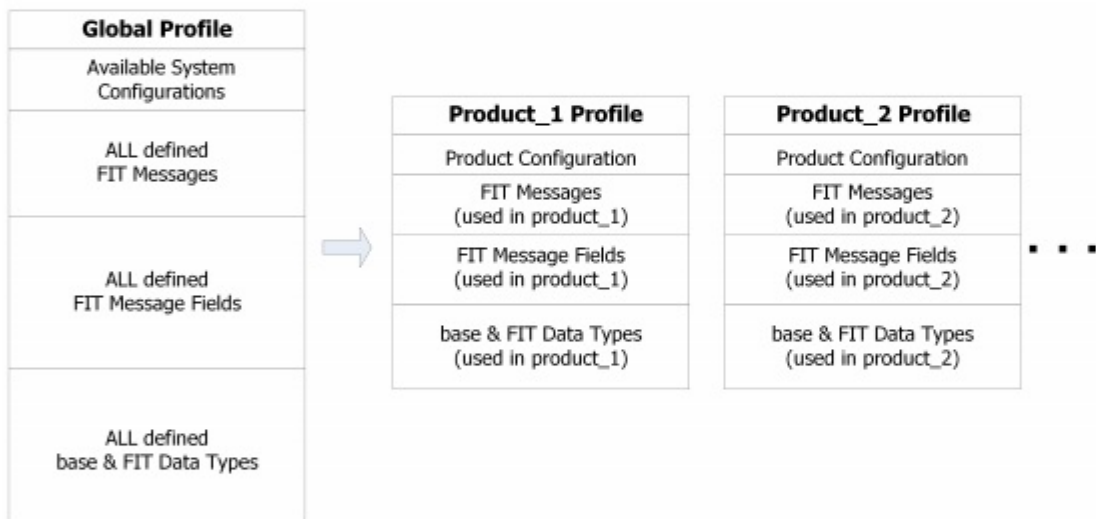 Global Profile
Available System
Configurations
ALL defined
FIT Messages
ALL defined
FIT Message Fields
ALL defined
base & FIT Data Types
Product_1 Profile
Product Configuration
FIT Messages
(used in product_1)
FIT Message Fields
(used in product_1)
base & FIT Data Types
(used in product_1)
Product_2 Profile
Product Configuration
FIT Messages
(used in product_2)
FIT Message Fields
(used in product_2)
base & FIT Data Types
(used in product_2)
. . .